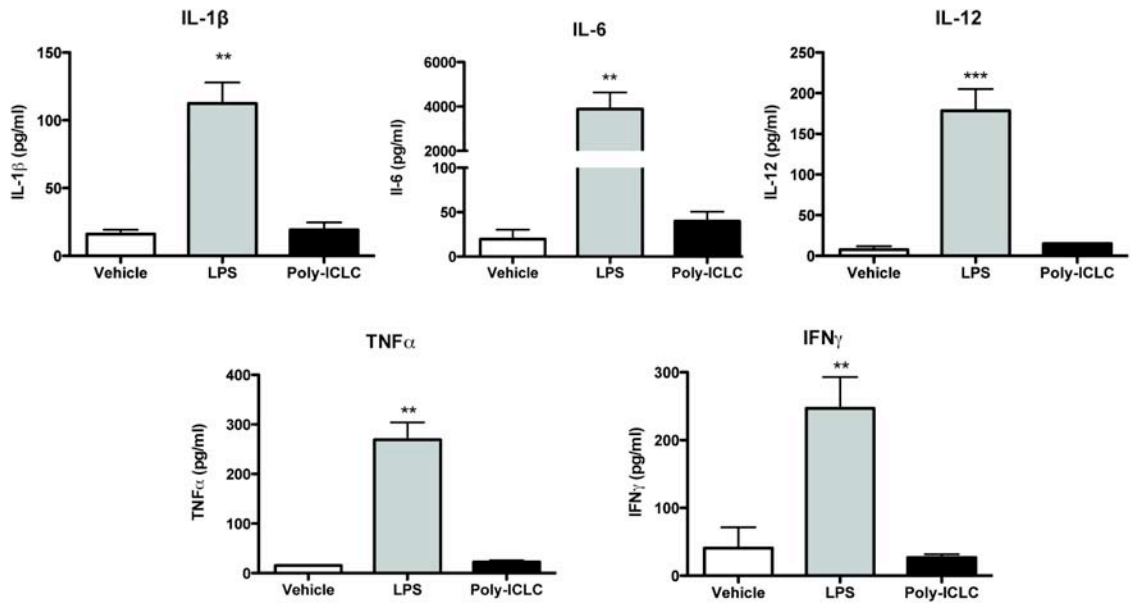 IL-1β
IL-6
IL-12
150
100
50
0
IL-1β (pg/ml)
**
Vehicle
LPS
Poly-ICLC
6000
4000
2000
100
50
0
Il-6 (pg/ml)
**
Vehicle
LPS
Poly-ICLC
250
200
150
100
50
0
IL-12 (pg/ml)
***
Vehicle
LPS
Poly-ICLC
TNFα
IFNγ
400
300
200
100
0
TNFα (pg/ml)
**
Vehicle
LPS
Poly-ICLC
300
200
100
0
IFNγ (pg/ml)
**
Vehicle
LPS
Poly-ICLC